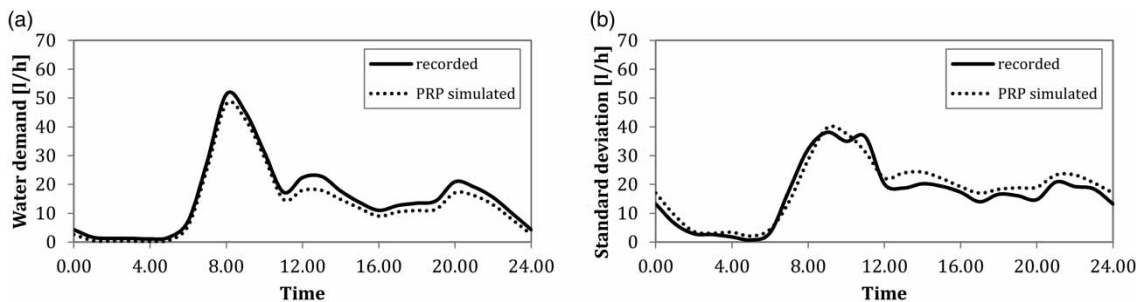 (a)
Water demand [l/h]
70
60
50
40
30
20
10
0
recorded
PRP simulated
0.00 4.00 8.00 12.00 16.00 20.00 24.00
Time
(b)
Standard deviation [l/h]
70
60
50
40
30
20
10
0
recorded
PRP simulated
0.00 4.00 8.00 12.00 16.00 20.00 24.00
Time